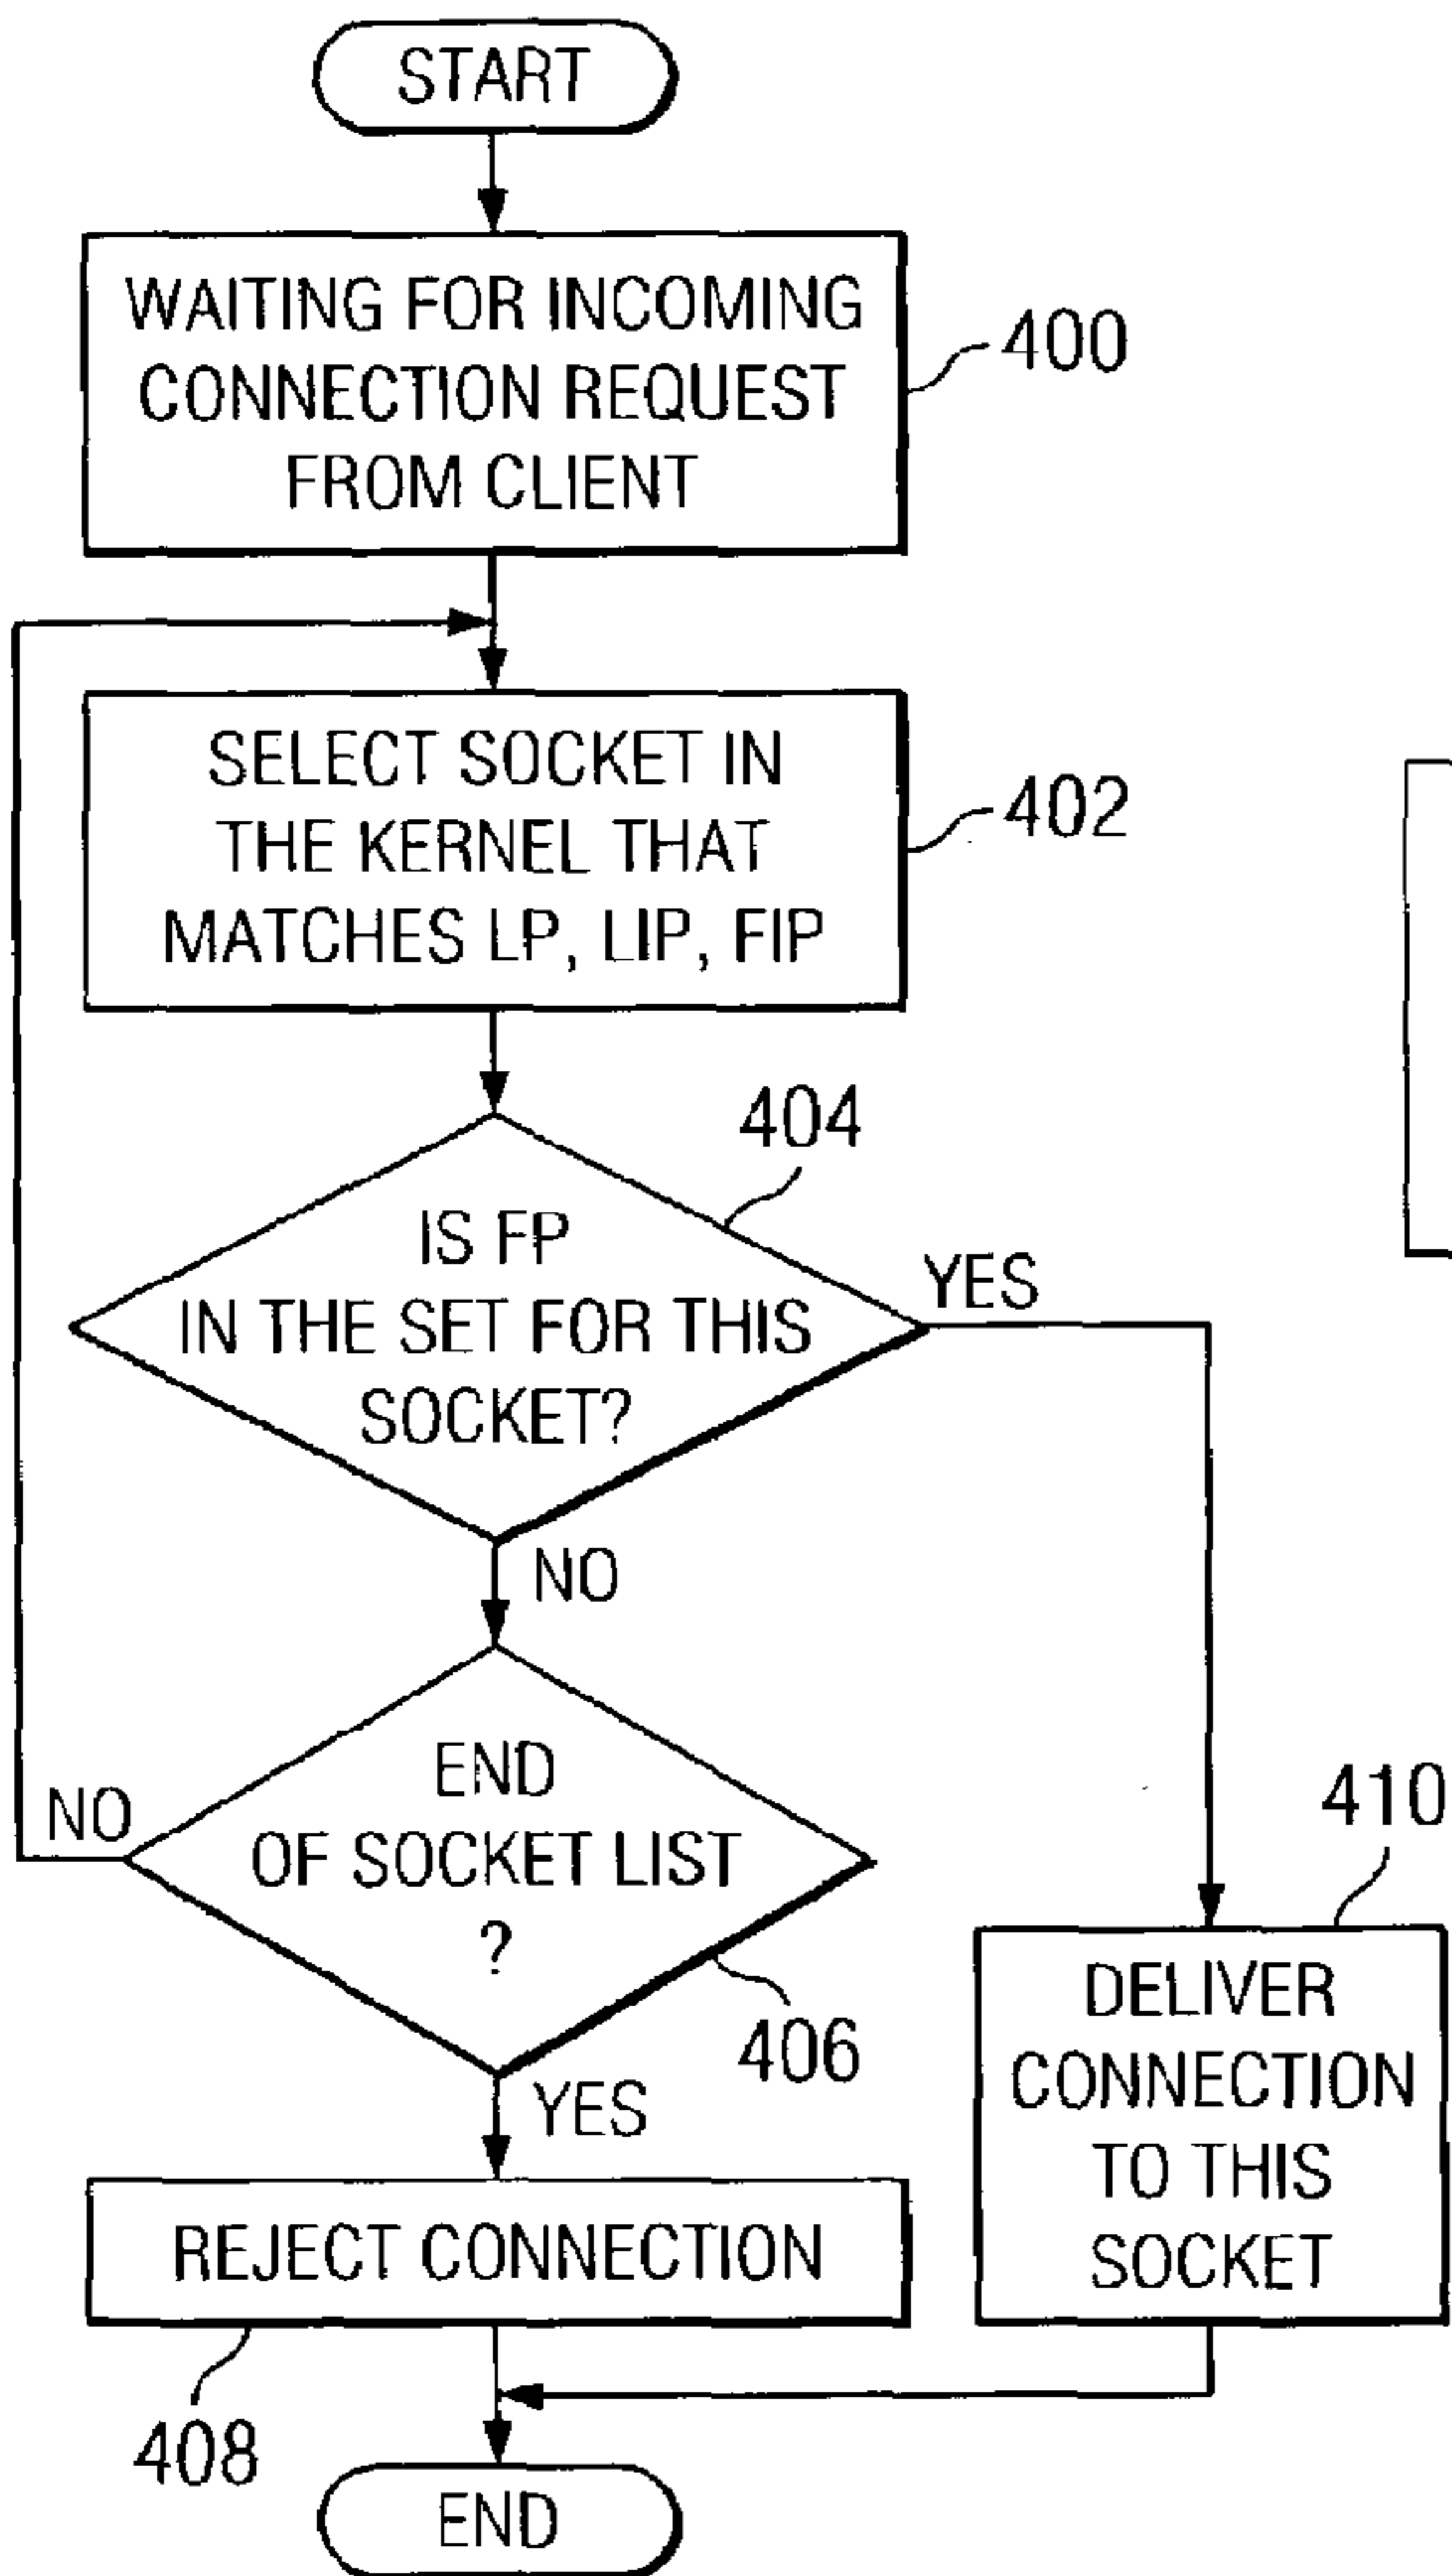 START
WAITING FOR INCOMING
CONNECTION REQUEST
FROM CLIENT
400
SELECT SOCKET IN
THE KERNEL THAT
MATCHES LP, LIP, FIP
402
404
IS FP
IN THE SET FOR THIS
SOCKET?
YES
NO
END
OF SOCKET LIST
?
NO
406
YES
410
DELIVER
CONNECTION
TO THIS
SOCKET
REJECT CONNECTION
408
END